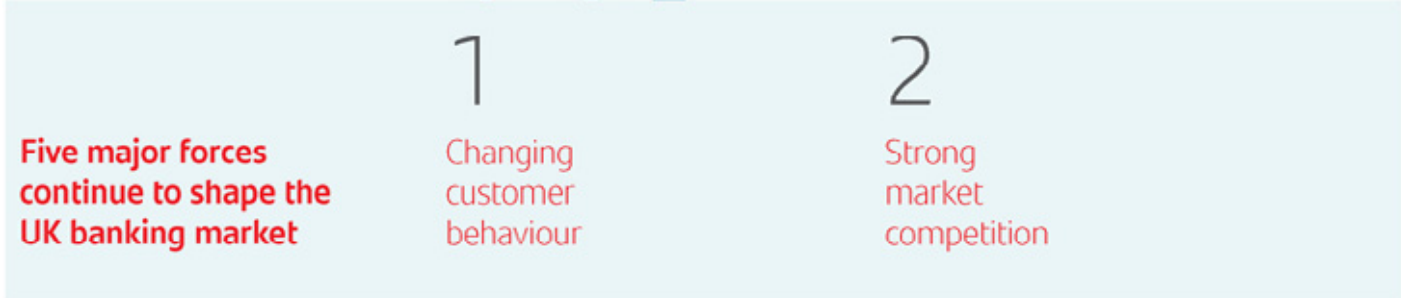 Five major forces
continue to shape the
UK banking market
1
Changing
customer
behaviour
2
Strong
market
competition